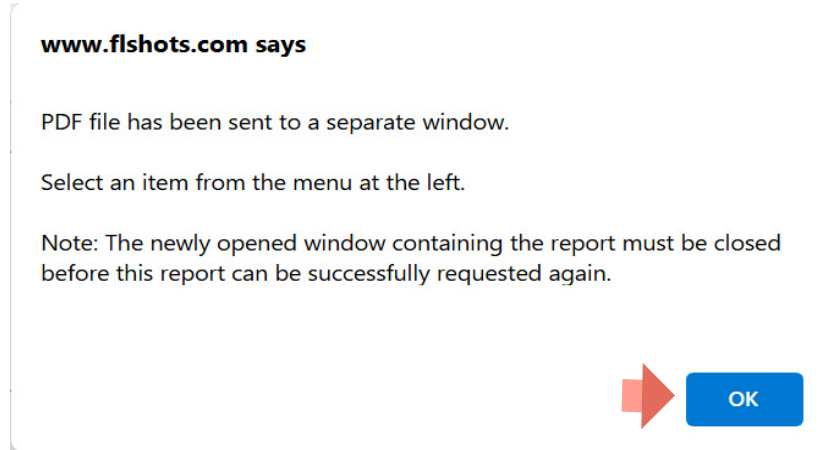 www.flshots.com says
PDF file has been sent to a separate window.
Select an item from the menu at the left.
Note: The newly opened window containing the report must be closed
before this report can be successfully requested again.
OK